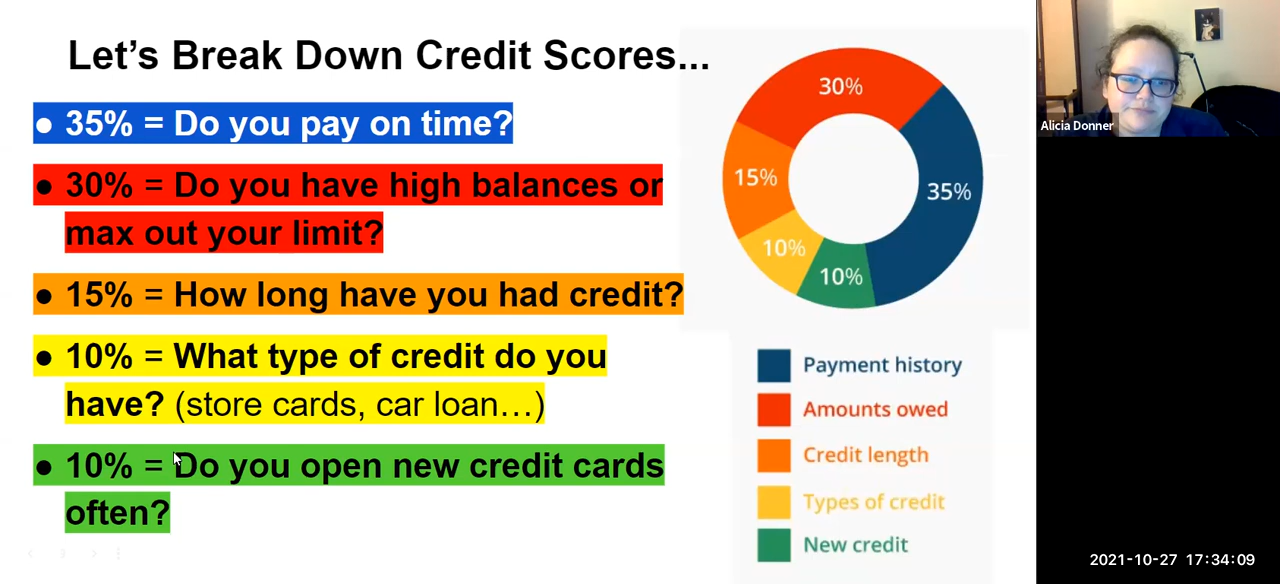 Let's Break Down Credit Scores...
● 35% = Do you pay on time?
● 30% = Do you have high balances or
max out your limit?
● 15% = How long have you had credit?
● 10% = What type of credit do you
have? (store cards, car loan…)
● 10% = Do you open new credit cards
often?
30%
35%
15%
10%
10%
Payment history
Amounts owed
Credit length
Types of credit
New credit
Alicia Donner
2021-10-27 17:34:09